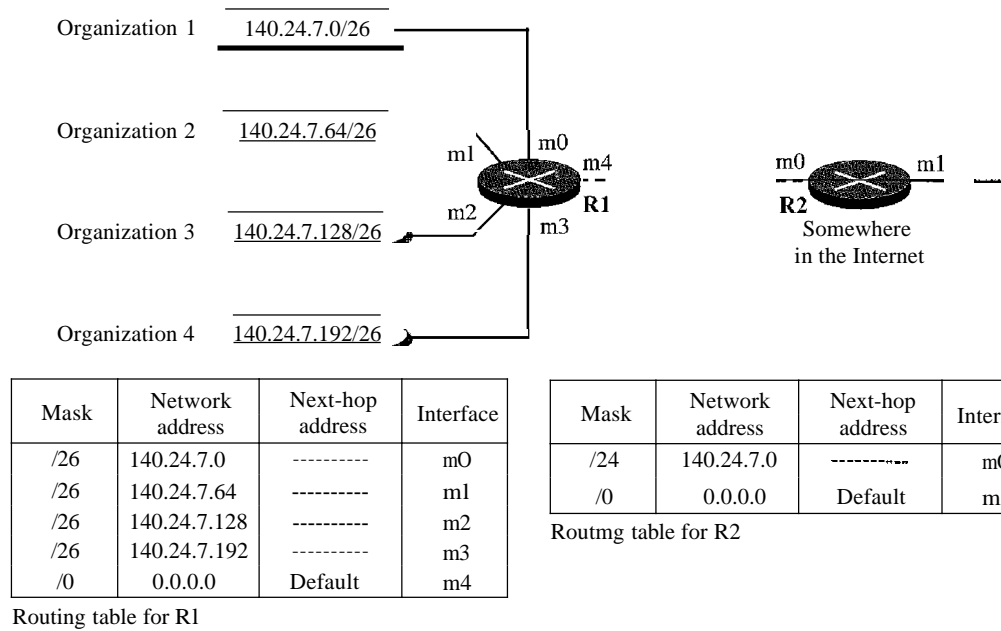 Organization 1 140.24.7.0/26
Organization 2 140.24.7.64/26
m1 m0 m4
R1
m2 m3
Organization 3 140.24.7.128/26
Organization 4 140.24.7.192/26
m0 m1
R2
Somewhere
in the Internet
Mask Network address Next-hop address Interface
/26 140.24.7.0 ---------- mO
/26 140.24.7.64 ---------- ml
/26 140.24.7.128 ---------- m2
/26 140.24.7.192 ---------- m3
/0 0.0.0.0 Default m4
Routing table for Rl
Mask Network address Next-hop address
/24 140.24.7.0 ----------
/0 0.0.0.0 Default
Routmg table for R2